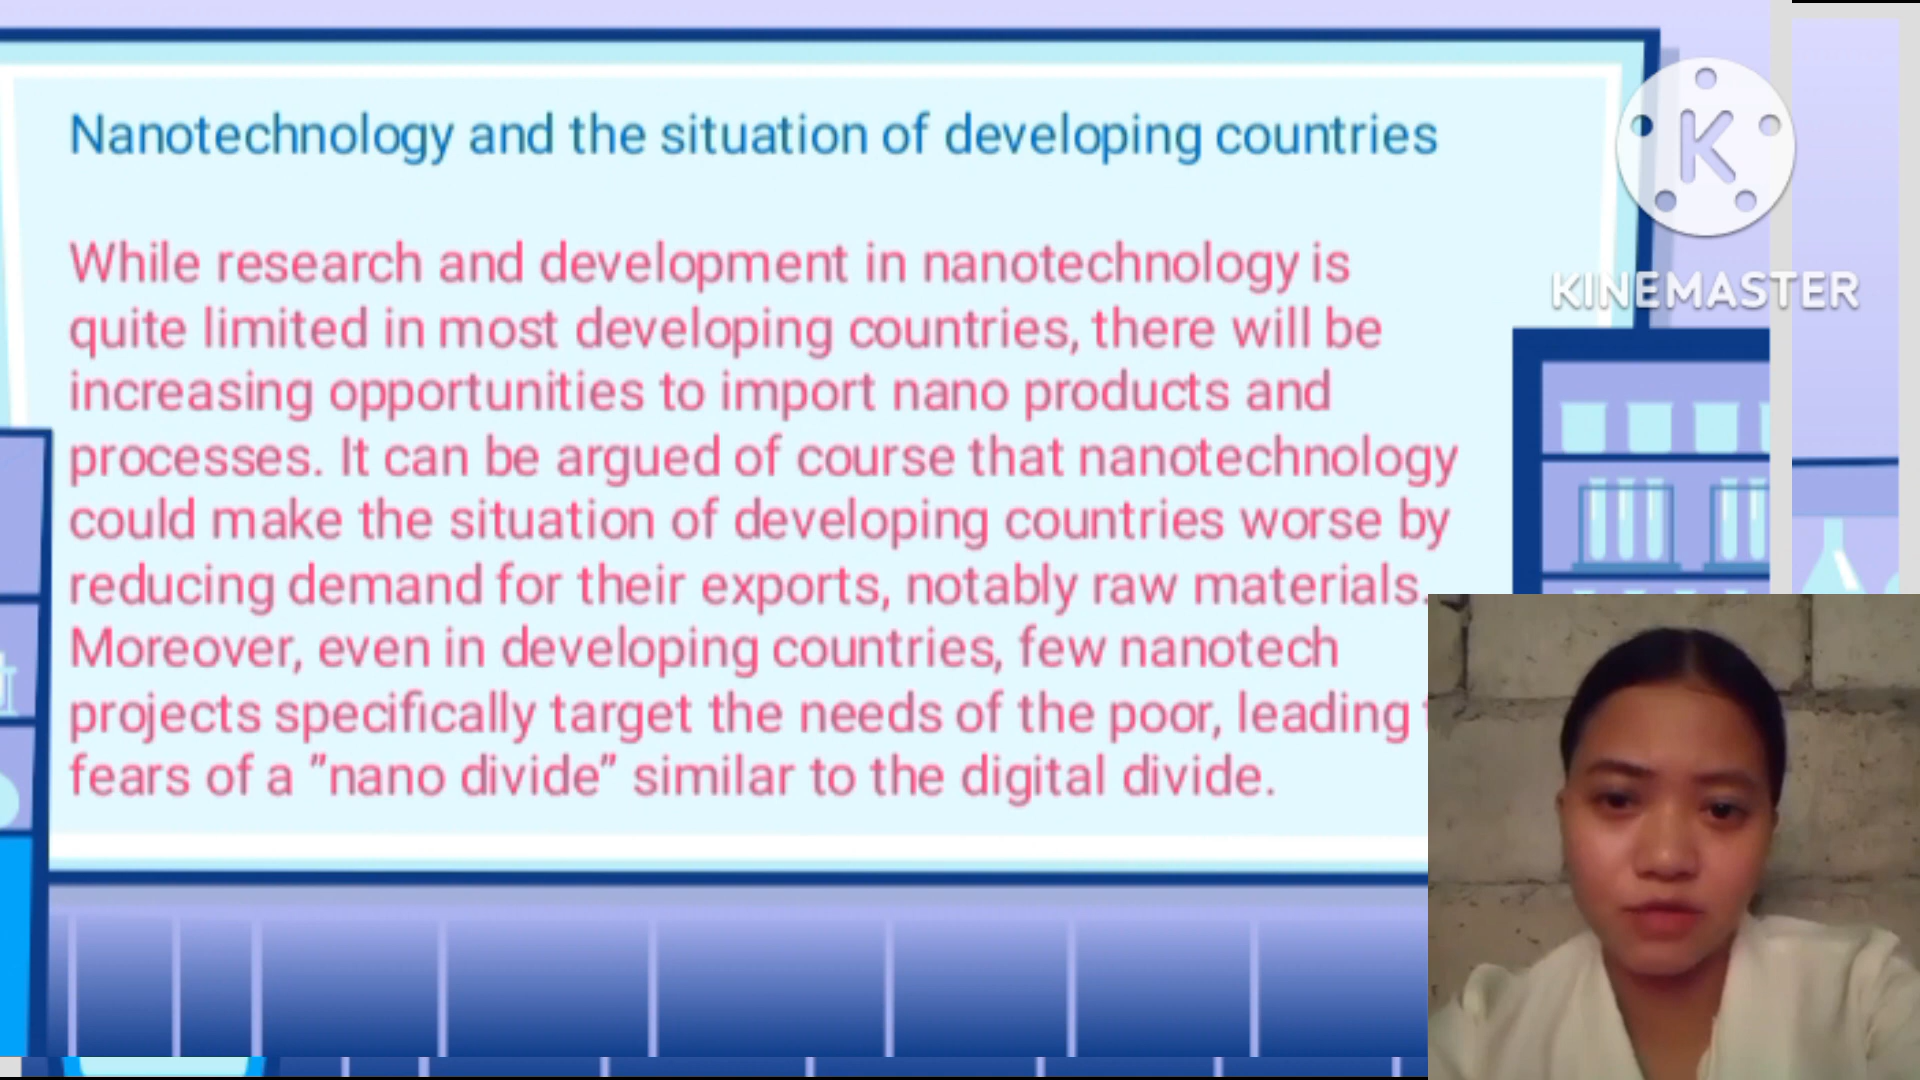 Nanotechnology and the situation of developing countries
While research and development in nanotechnology is
quite limited in most developing countries, there will be
increasing opportunities to import nano products and
processes. It can be argued of course that nanotechnology
could make the situation of developing countries worse by
reducing demand for their exports, notably raw materials.
Moreover, even in developing countries, few nanotech
projects specifically target the needs of the poor, leading
fears of a "nano divide" similar to the digital divide.
K
KINEMASTER